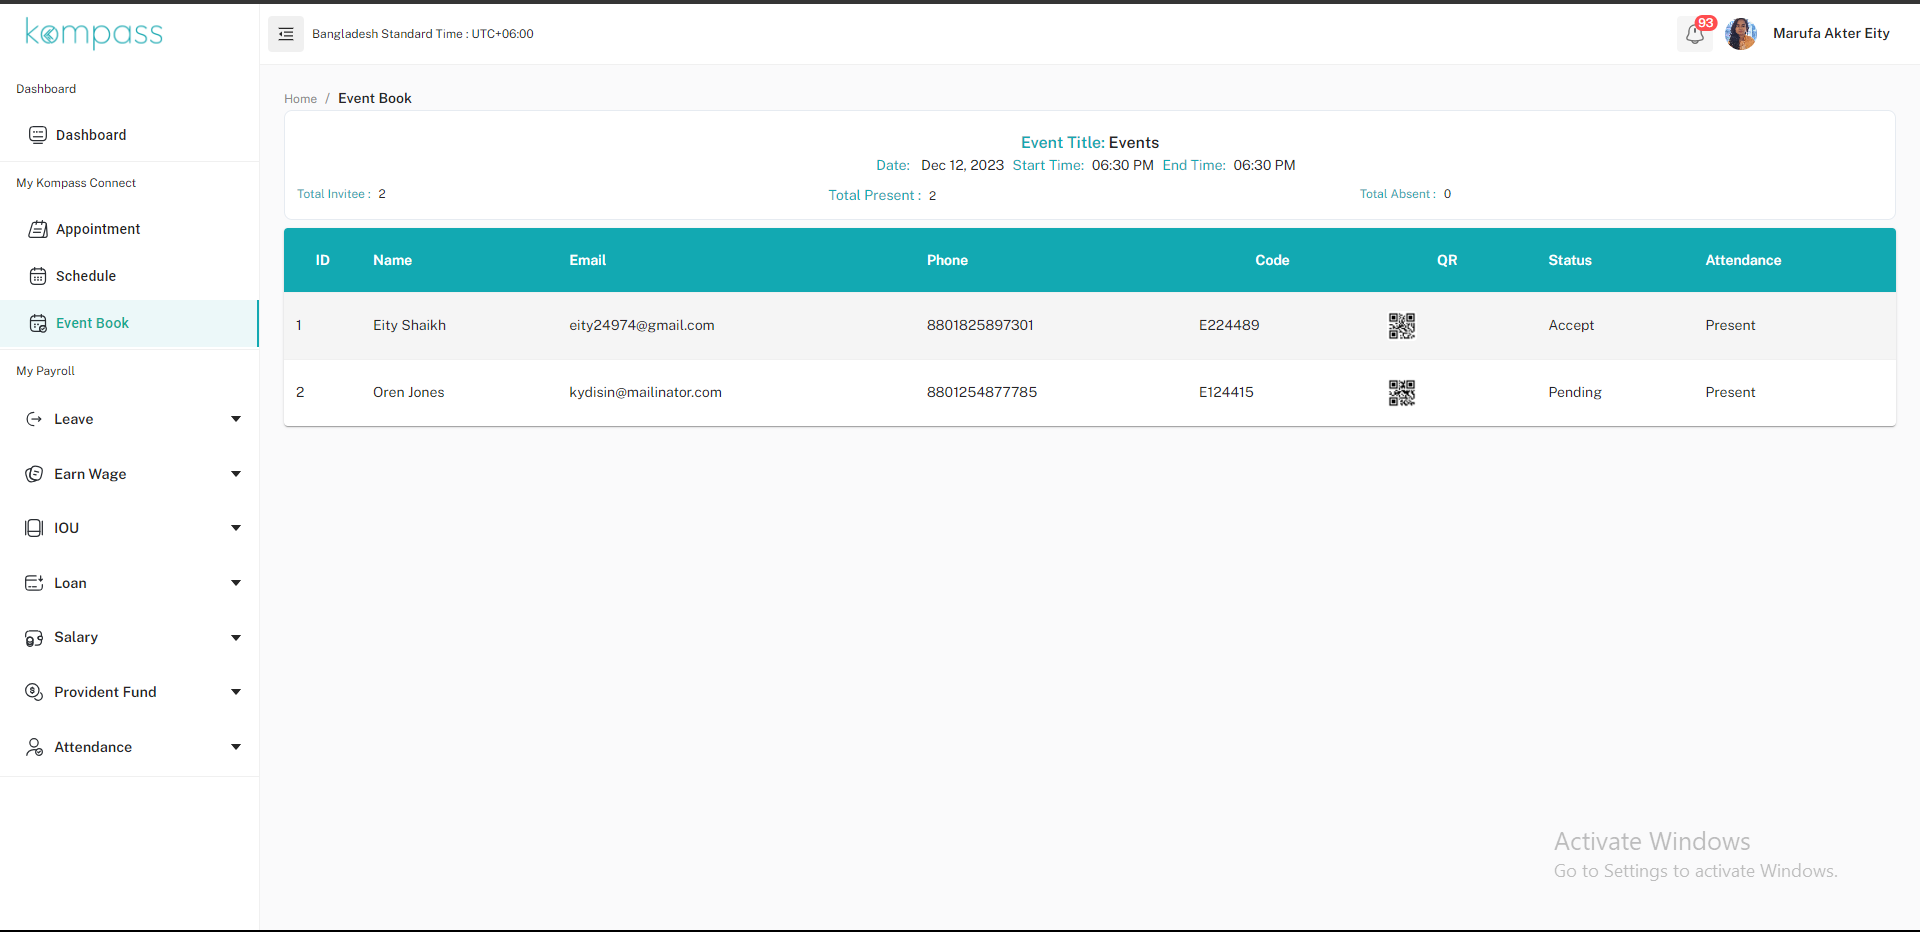 kompass
Bangladesh Standard Time : UTC+06:00
93
Marufa Akter Eity
Dashboard
Dashboard
My Kompass Connect
Appointment
Schedule
Event Book
My Payroll
Leave
Earn Wage
IOU
Loan
Salary
Provident Fund
Attendance
Home / Event Book
Event Title: Events
Date: Dec 12, 2023 Start Time: 06:30 PM End Time: 06:30 PM
Total Invitee : 2 Total Present : 2 Total Absent : 0
ID Name Email Phone Code QR Status Attendance
1 Eity Shaikh eity24974@gmail.com 8801825897301 E224489 Accept Present
2 Oren Jones kydisin@mailinator.com 8801254877785 E124415 Pending Present
Activate Windows
Go to Settings to activate Windows.